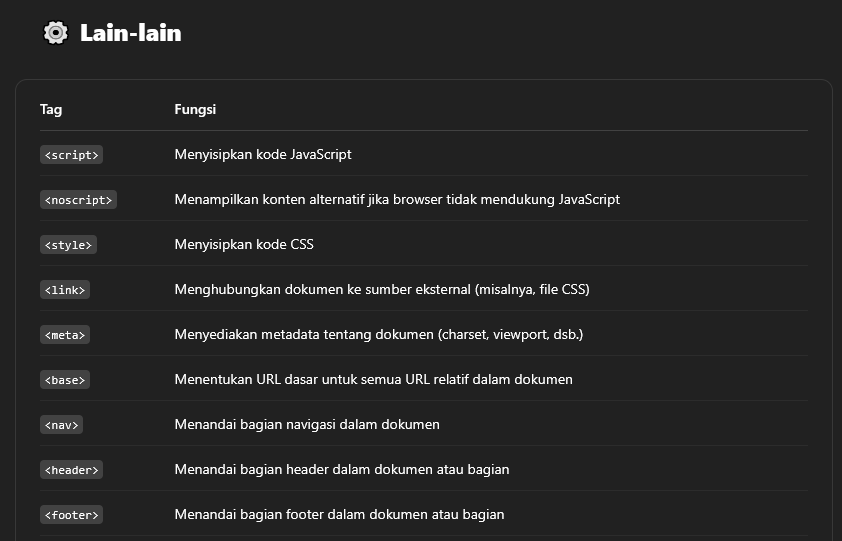 Lain-lain
Tag Fungsi
<script> Menyisipkan kode JavaScript
<noscript> Menampilkan konten alternatif jika browser tidak mendukung JavaScript
<style> Menyisipkan kode CSS
<link> Menghubungkan dokumen ke sumber eksternal (misalnya, file CSS)
<meta> Menyediakan metadata tentang dokumen (charset, viewport, dsb.)
<base> Menentukan URL dasar untuk semua URL relatif dalam dokumen
<nav> Menandai bagian navigasi dalam dokumen
<header> Menandai bagian header dalam dokumen atau bagian
<footer> Menandai bagian footer dalam dokumen atau bagian